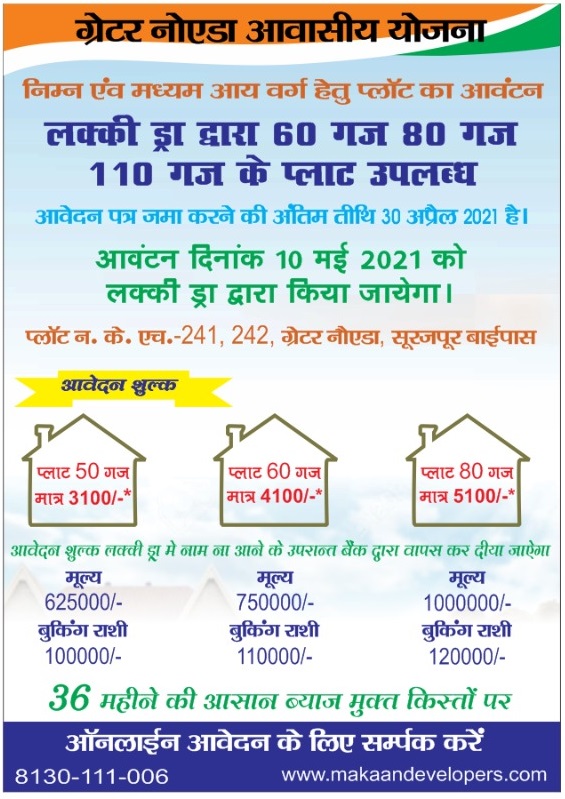 ग्रेटर नोएडा आवासीय योजना
निम्न एंव मध्यम आय वर्ग हेतु प्लॉट का आवंटन
लक्की ड्रा द्वारा 60 गज 80 गज
110 गज के प्लाट उपलब्ध
आवेदन पत्र जमा करने की अंतिम तीथि 30 अप्रैल 2021 है।
आवंटन दिनांक 10 मई 2021 को
लक्की ड्रा द्वारा किया जायेगा।
प्लॉट न. के. एच.-241, 242, ग्रेटर नौएडा, सूरजपूर बाईपास
आवेदन शुल्क
प्लाट 50 गज
मात्र 3100/-*
प्लाट 60 गज
मात्र 4100/-*
प्लाट 80 गज
मात्र 5100/-*
आवेदन शुल्क लक्की ड्रा मे नाम ना आने के उपरान्त बैंक द्वारा वापस कर दीया जाऐगा
मूल्य
625000/-
बुकिंग राशी
100000/-
मूल्य
750000/-
बुकिंग राशी
110000/-
मूल्य
1000000/-
बुकिंग राशी
120000/-
36 महीने की आसान ब्याज मुक्त किस्तों पर
ऑनलाईन आवेदन के लिए सर्म्पक करें
8130-111-006
www.makaandevelopers.com